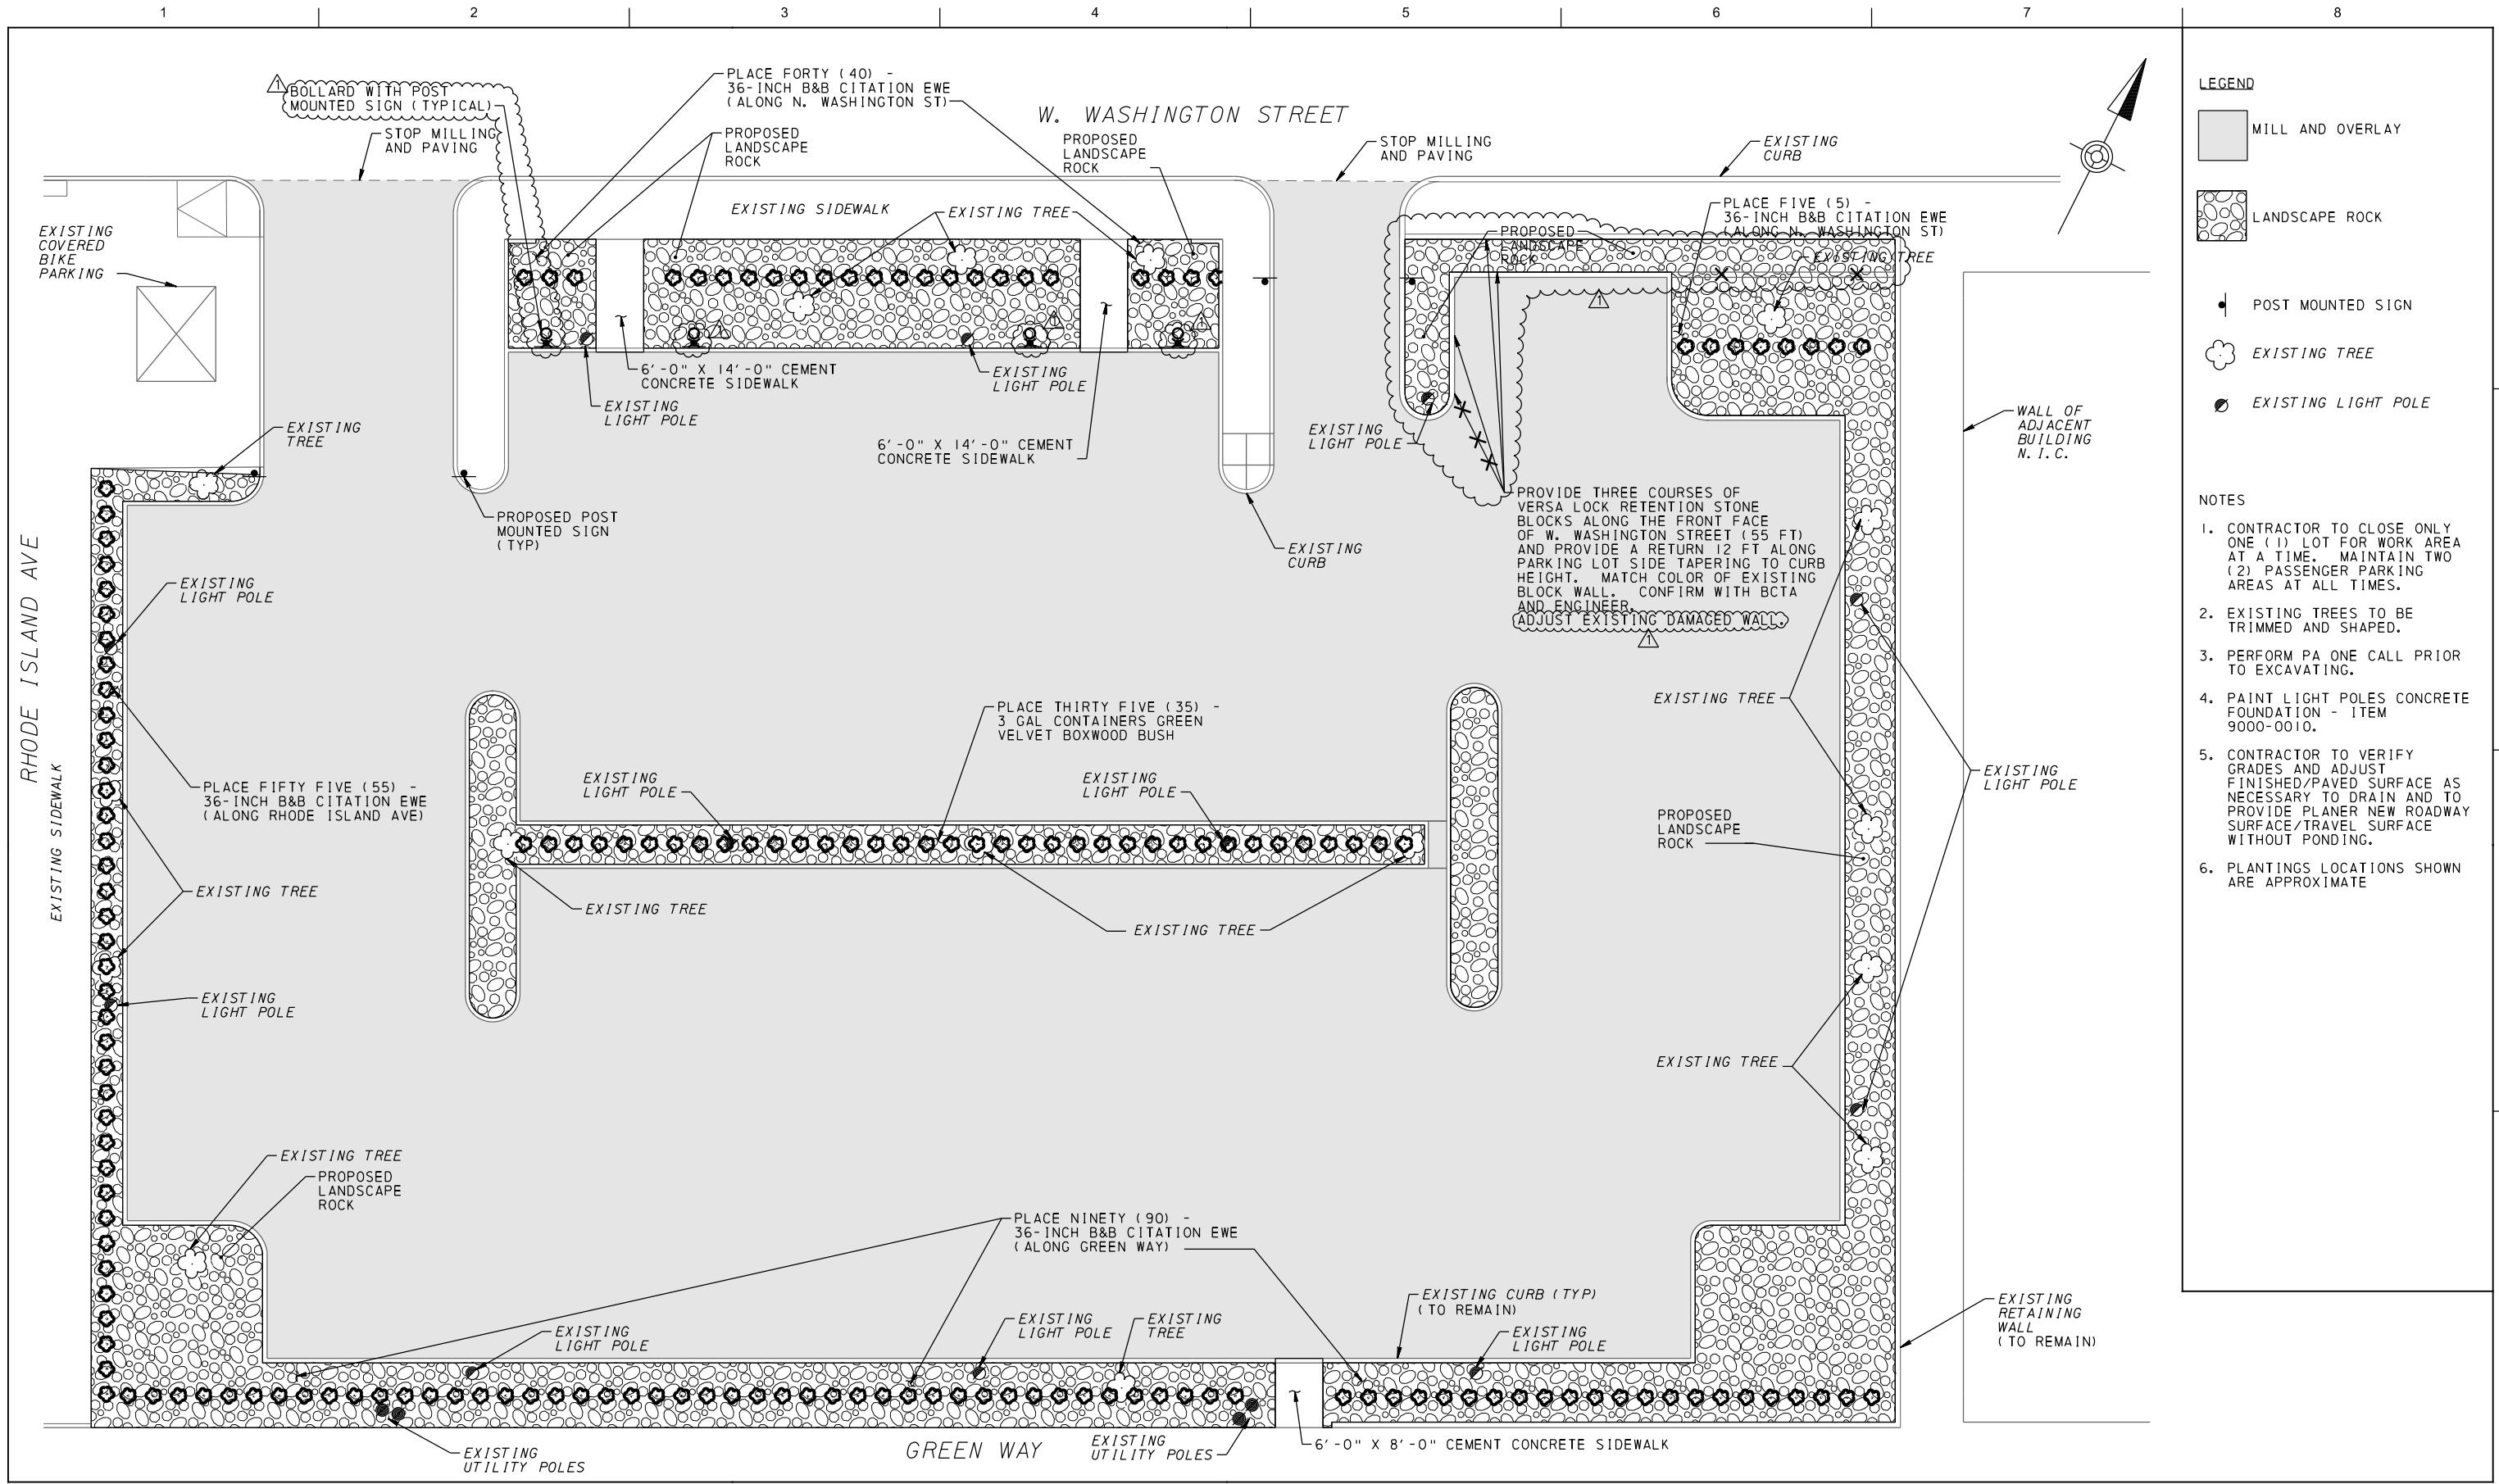 1 2 3 4 5 6 7 8
1
BOLLARD WITH POST
MOUNTED SIGN (TYPICAL)
PLACE FORTY (40) -
36-INCH B&B CITATION EWE
(ALONG N. WASHINGTON ST)
W. WASHINGTON STREET
STOP MILLING
AND PAVING
PROPOSED
LANDSCAPE
ROCK
PROPOSED
LANDSCAPE
ROCK
STOP MILLING
AND PAVING
EXISTING
CURB
EXISTING
COVERED
BIKE
PARKING
EXISTING SIDEWALK
EXISTING TREE
PROPOSED
LANDSCAPE
ROCK
PLACE FIVE (5) -
36-INCH B&B CITATION EWE
(ALONG N. WASHINGTON ST)
EXISTING TREE
1
1
1
1
6'-0" X 14'-0" CEMENT
CONCRETE SIDEWALK
EXISTING
LIGHT POLE
EXISTING
LIGHT POLE
6'-0" X 14'-0" CEMENT
CONCRETE SIDEWALK
EXISTING
LIGHT POLE
WALL OF
ADJACENT
BUILDING
N.I.C.
EXISTING
TREE
PROPOSED POST
MOUNTED SIGN
(TYP)
EXISTING
CURB
PROVIDE THREE COURSES OF
VERSA LOCK RETENTION STONE
BLOCKS ALONG THE FRONT FACE
OF W. WASHINGTON STREET (55 FT)
AND PROVIDE A RETURN 12 FT ALONG
PARKING LOT SIDE TAPERING TO CURB
HEIGHT. MATCH COLOR OF EXISTING
BLOCK WALL. CONFIRM WITH BCTA
AND ENGINEER.
ADJUST EXISTING DAMAGED WALL.
1
RHODE ISLAND AVE
EXISTING SIDEWALK
EXISTING
LIGHT POLE
EXISTING TREE
PLACE THIRTY FIVE (35) -
3 GAL CONTAINERS GREEN
VELVET BOXWOOD BUSH
PLACE FIFTY FIVE (55) -
36-INCH B&B CITATION EWE
(ALONG RHODE ISLAND AVE)
EXISTING
LIGHT POLE
EXISTING
LIGHT POLE
EXISTING
LIGHT POLE
PROPOSED
LANDSCAPE
ROCK
EXISTING TREE
EXISTING TREE
EXISTING TREE
EXISTING
LIGHT POLE
EXISTING TREE
EXISTING TREE
PROPOSED
LANDSCAPE
ROCK
PLACE NINETY (90) -
36-INCH B&B CITATION EWE
(ALONG GREEN WAY)
EXISTING CURB (TYP)
(TO REMAIN)
EXISTING
RETAINING
WALL
(TO REMAIN)
EXISTING
LIGHT POLE
EXISTING
LIGHT POLE
EXISTING
TREE
EXISTING
LIGHT POLE
EXISTING
UTILITY POLES
GREEN WAY
EXISTING
UTILITY POLES
6'-0" X 8'-0" CEMENT CONCRETE SIDEWALK
LEGEND
MILL AND OVERLAY
LANDSCAPE ROCK
POST MOUNTED SIGN
EXISTING TREE
EXISTING LIGHT POLE
NOTES
1. CONTRACTOR TO CLOSE ONLY
ONE (1) LOT FOR WORK AREA
AT A TIME. MAINTAIN TWO
(2) PASSENGER PARKING
AREAS AT ALL TIMES.
2. EXISTING TREES TO BE
TRIMMED AND SHAPED.
3. PERFORM PA ONE CALL PRIOR
TO EXCAVATING.
4. PAINT LIGHT POLES CONCRETE
FOUNDATION - ITEM
9000-0010.
5. CONTRACTOR TO VERIFY
GRADES AND ADJUST
FINISHED/PAVED SURFACE AS
NECESSARY TO DRAIN AND TO
PROVIDE PLANER NEW ROADWAY
SURFACE/TRAVEL SURFACE
WITHOUT PONDING.
6. PLANTINGS LOCATIONS SHOWN
ARE APPROXIMATE